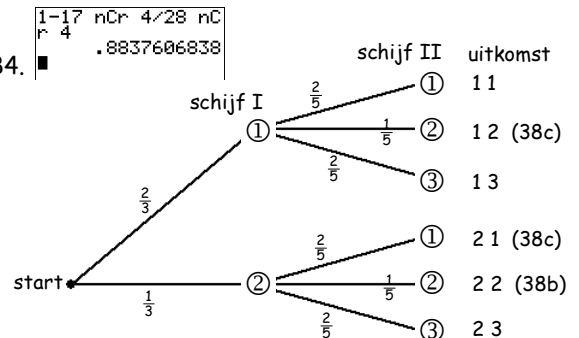 1-17 nCr 4/28 nC
r 4
.8837606838
34.
schijf I
schijf II
uitkomst
2/5
① 1 1
① 1/5 ② 1 2 (38c)
2/5
③ 1 3
2/3
2/5
① 2 1 (38c)
start
1/3
② 1/5 ② 2 2 (38b)
2/5
③ 2 3